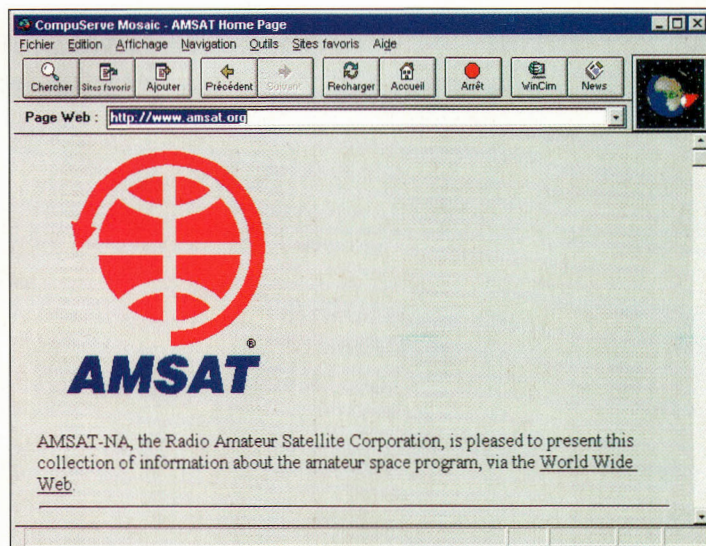 CompuServe Mosaic - AMSAT Home Page
Fichier Edition Affichage Navigation Outils Sites favoris Aide
Chercher Sites favoris Ajouter Précédent Suivant Recharger Accueil Arrêt WinCim News
Page Web : http://www.amsat.org
®
AMSAT
AMSAT-NA, the Radio Amateur Satellite Corporation, is pleased to present this
collection of information about the amateur space program, via the World Wide
Web.